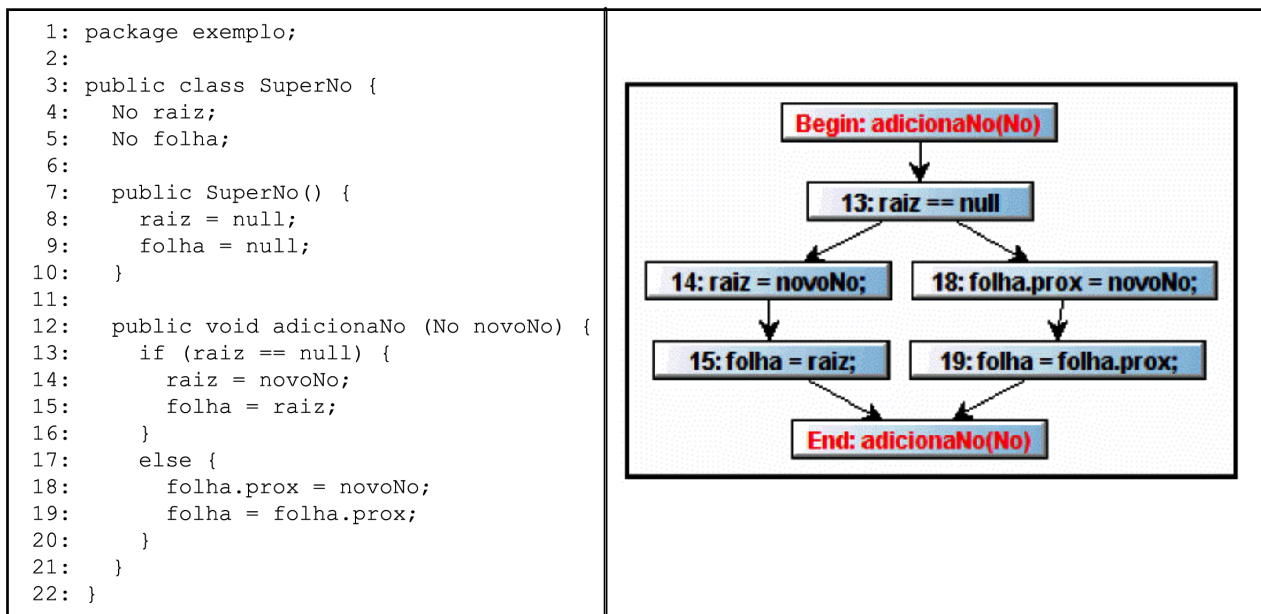 1: package exemplo;
2:
3: public class SuperNo {
4:   No raiz;
5:   No folha;
6:
7:   public SuperNo() {
8:     raiz = null;
9:     folha = null;
10:   }
11:
12:   public void adicionaNo (No novoNo) {
13:     if (raiz == null) {
14:       raiz = novoNo;
15:       folha = raiz;
16:     }
17:     else {
18:       folha.prox = novoNo;
19:       folha = folha.prox;
20:     }
21:   }
22: }
Begin: adicionaNo(No)
13: raiz == null
14: raiz = novoNo;
18: folha.prox = novoNo;
15: folha = raiz;
19: folha = folha.prox;
End: adicionaNo(No)